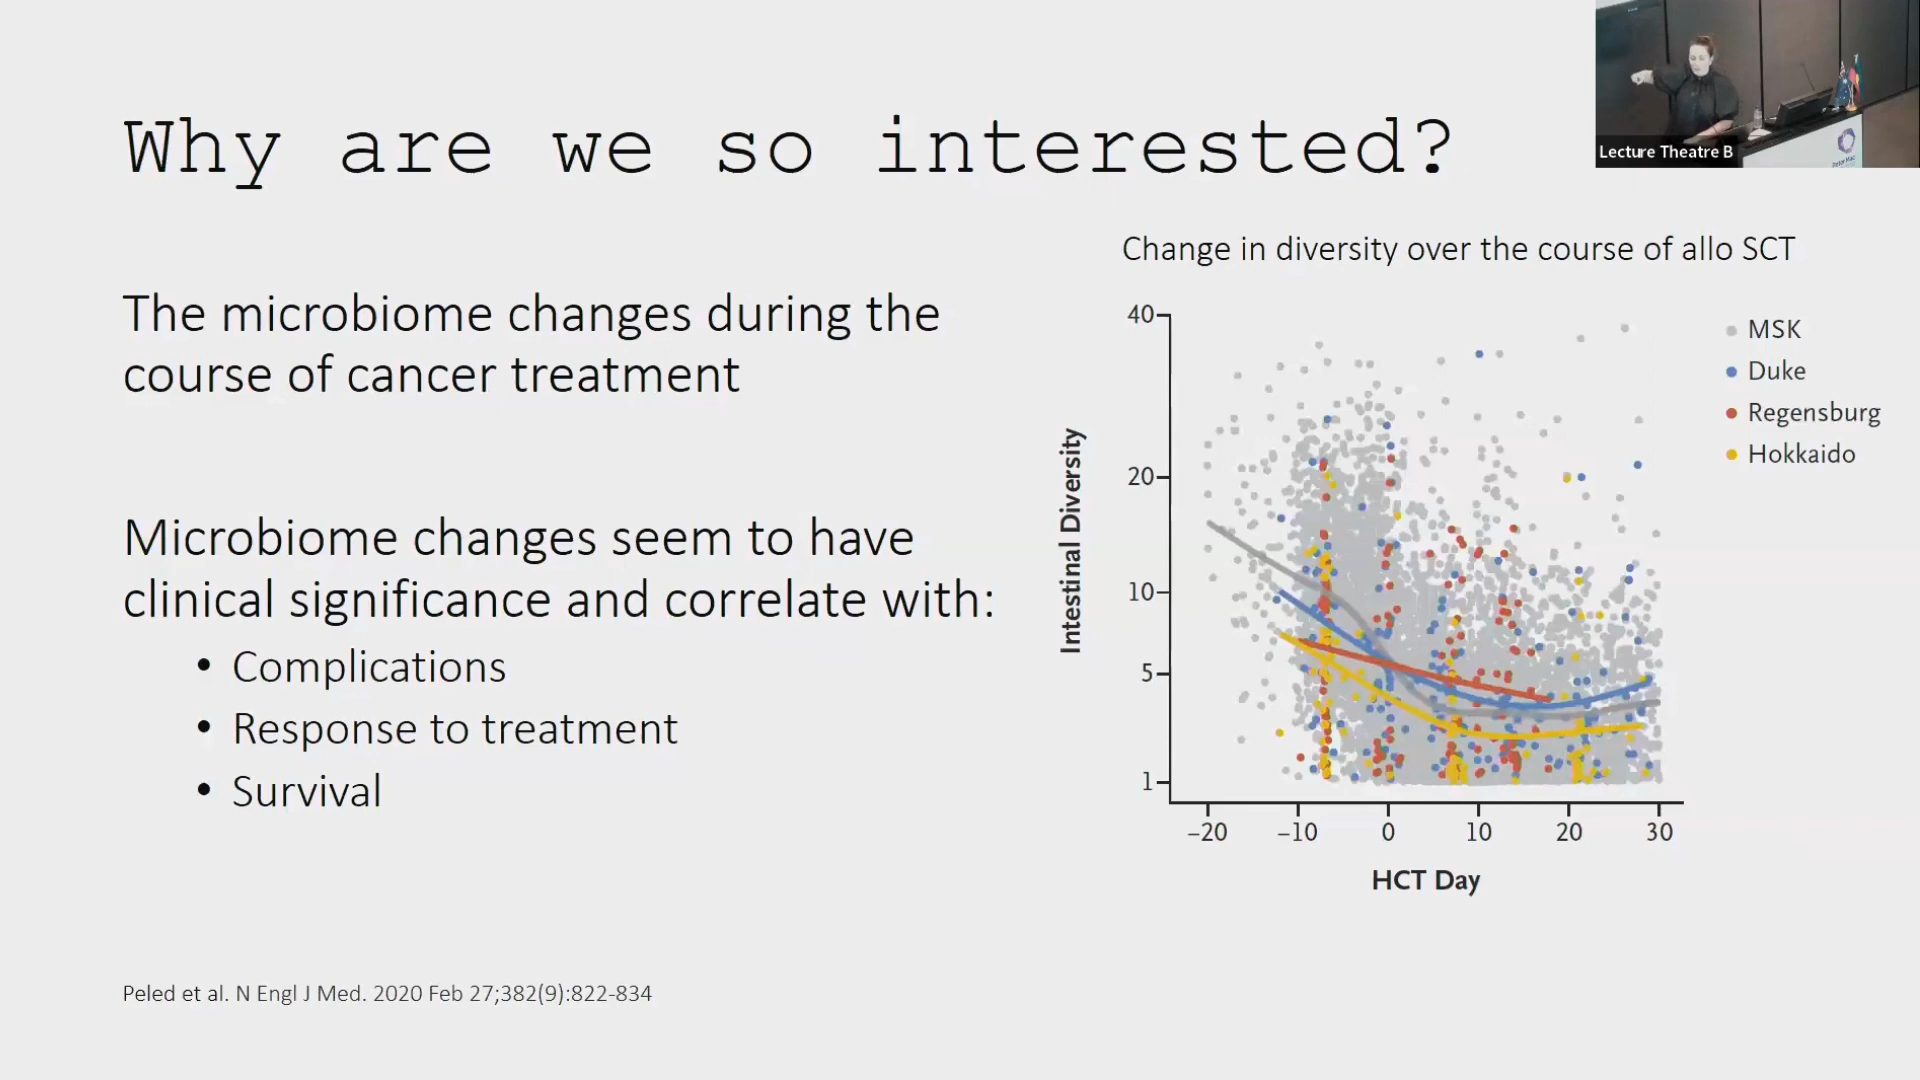 Why are we so interested?
Lecture Theatre B
The microbiome changes during the
course of cancer treatment
Microbiome changes seem to have
clinical significance and correlate with:
• Complications
• Response to treatment
• Survival
Change in diversity over the course of allo SCT
40
20
10
5
1
Intestinal Diversity
MSK
Duke
Regensburg
Hokkaido
−20 −10 0 10 20 30
HCT Day
Peled et al. N Engl J Med. 2020 Feb 27;382(9):822-834